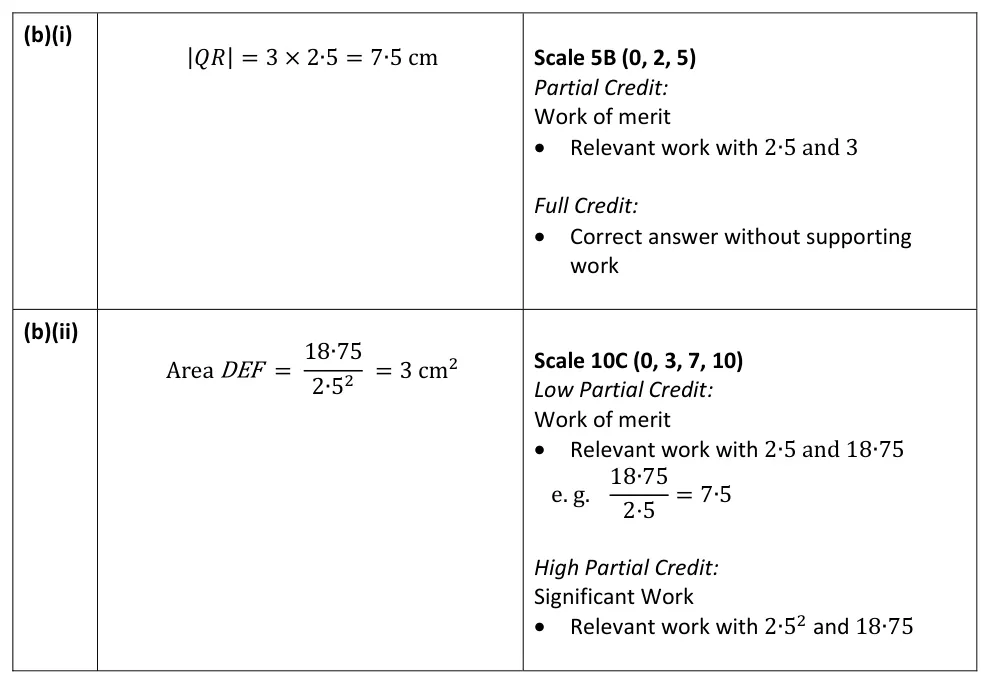 (b)(i)
|QR| = 3 × 2·5 = 7·5 cm
Scale 5B (0, 2, 5)
Partial Credit:
Work of merit
• Relevant work with 2·5 and 3
Full Credit:
• Correct answer without supporting
work
(b)(ii)
Area DEF = 18·75 / 2·5² = 3 cm²
Scale 10C (0, 3, 7, 10)
Low Partial Credit:
Work of merit
• Relevant work with 2·5 and 18·75
e. g. 18·75 / 2·5 = 7·5
High Partial Credit:
Significant Work
• Relevant work with 2·5² and 18·75